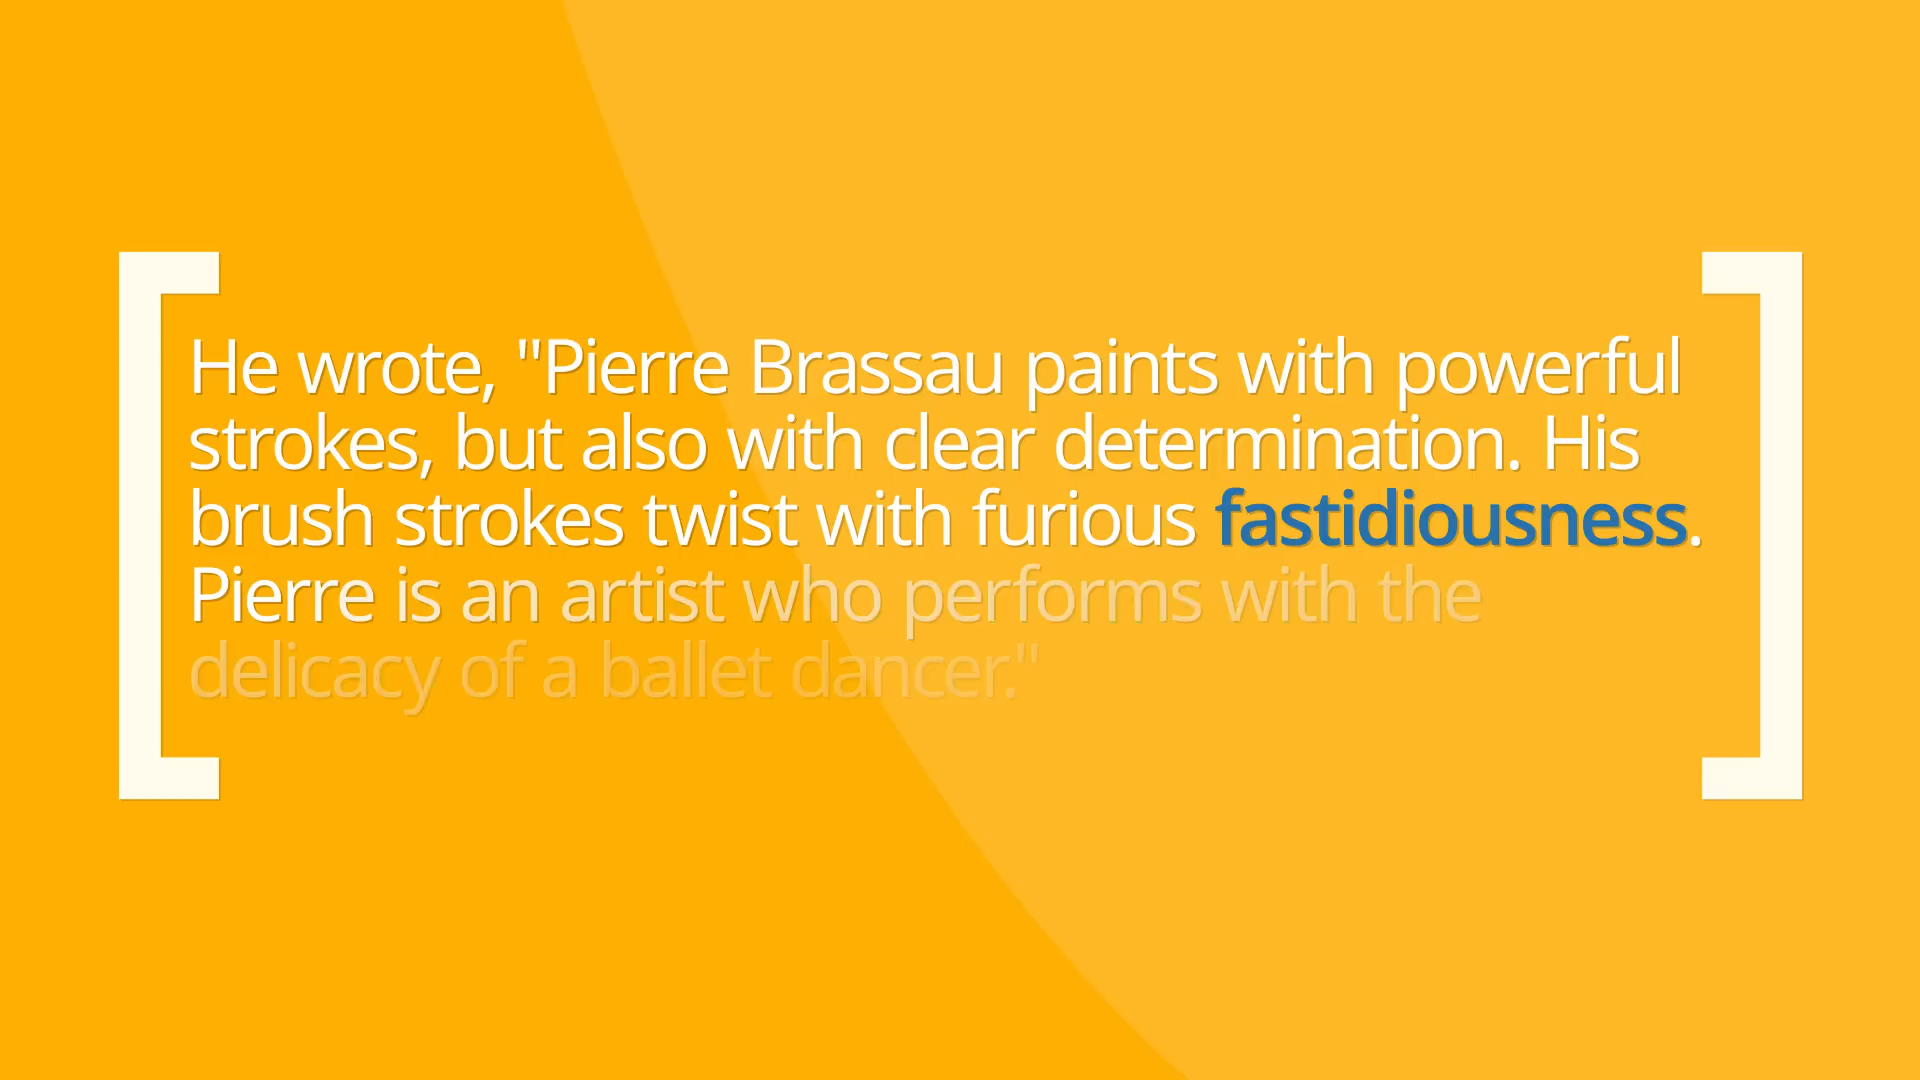 He wrote, "Pierre Brassau paints with powerful
strokes, but also with clear determination. His
brush strokes twist with furious fastidiousness.
Pierre is an artist who performs with the
delicacy of a ballet dancer."